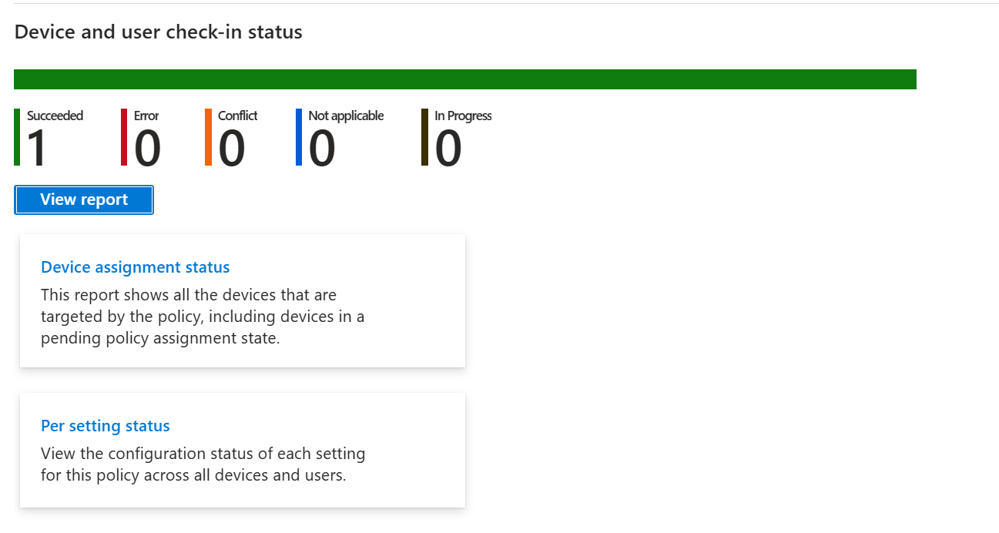 Device and user check-in status
Succeeded Error Conflict Not applicable In Progress
1 0 0 0 0
View report
Device assignment status
This report shows all the devices that are
targeted by the policy, including devices in a
pending policy assignment state.
Per setting status
View the configuration status of each setting
for this policy across all devices and users.